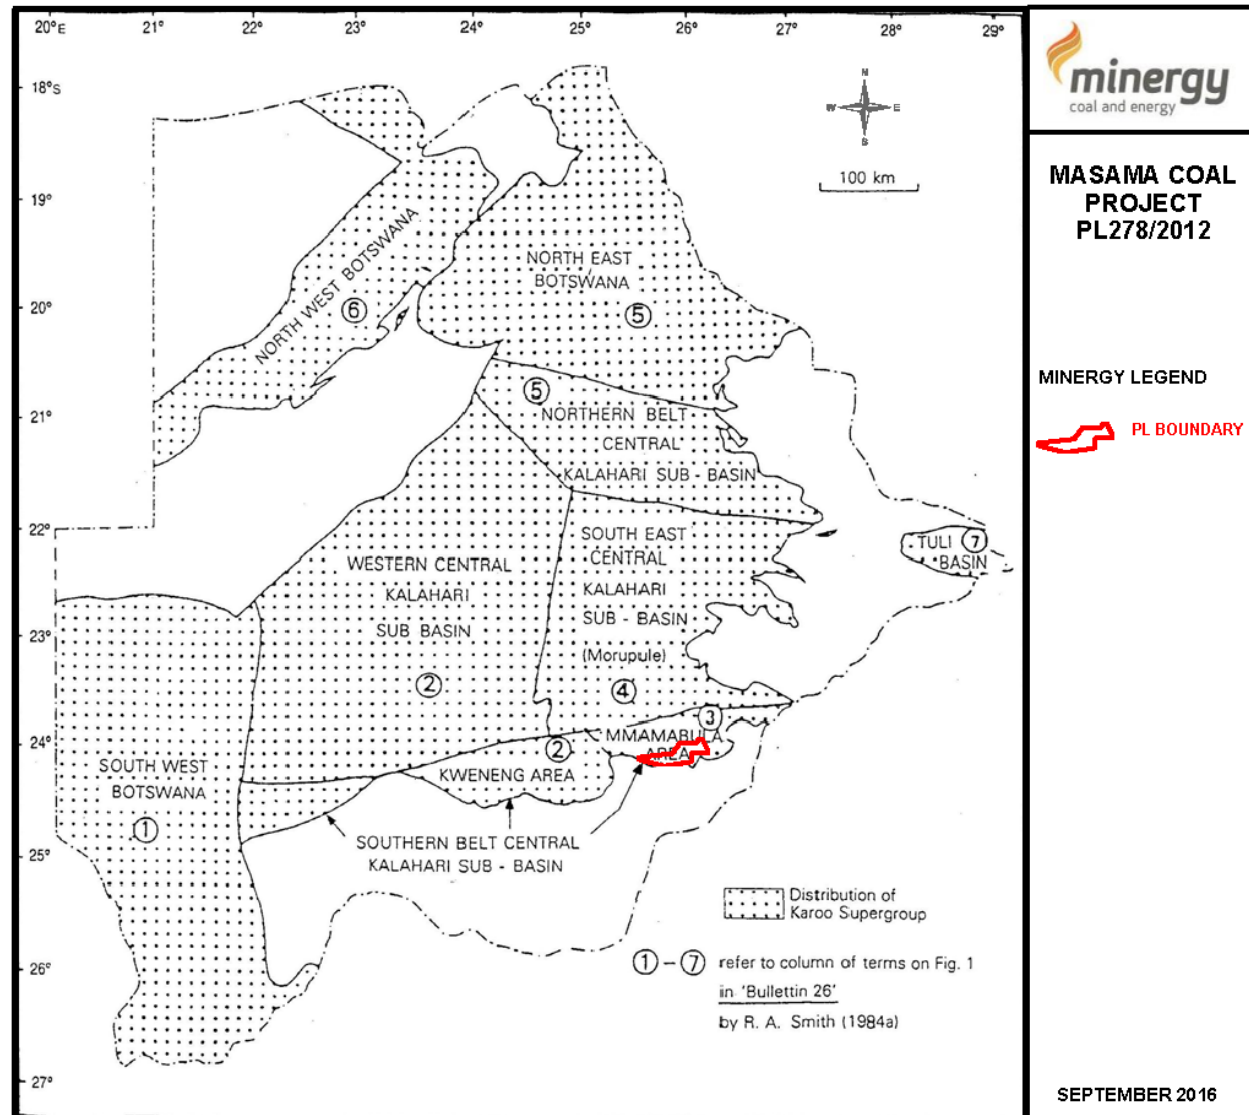 20°E 21° 22° 23° 24° 25° 26° 27° 28° 29°
18°S
19°
20°
21°
22°
23°
24°
25°
26°
27°
N
W E
S
100 km
NORTH WEST BOTSWANA
6
NORTH EAST
BOTSWANA
5
5
NORTHERN BELT
CENTRAL
KALAHARI SUB - BASIN
WESTERN CENTRAL
KALAHARI
SUB BASIN
2
SOUTH EAST
CENTRAL
KALAHARI
SUB - BASIN
(Morupule)
4
TULI 7
BASIN
3
MMAMABULA
AREA
2
KWENENG AREA
SOUTH WEST
BOTSWANA
1
SOUTHERN BELT CENTRAL
KALAHARI SUB - BASIN
Distribution of
Karoo Supergroup
1 – 7 refer to column of terms on Fig. 1
in 'Bullettin 26'
by R. A. Smith (1984a)
minergy
coal and energy
MASAMA COAL
PROJECT
PL278/2012
MINERGY LEGEND
PL BOUNDARY
SEPTEMBER 2016